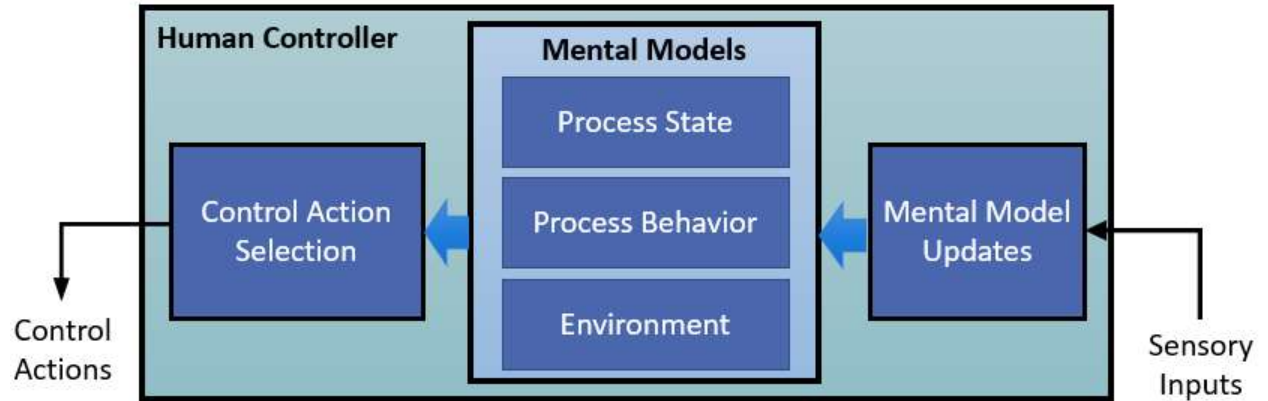 Human Controller
Mental Models
Process State
Process Behavior
Environment
Control Action
Selection
Mental Model
Updates
Control
Actions
Sensory
Inputs